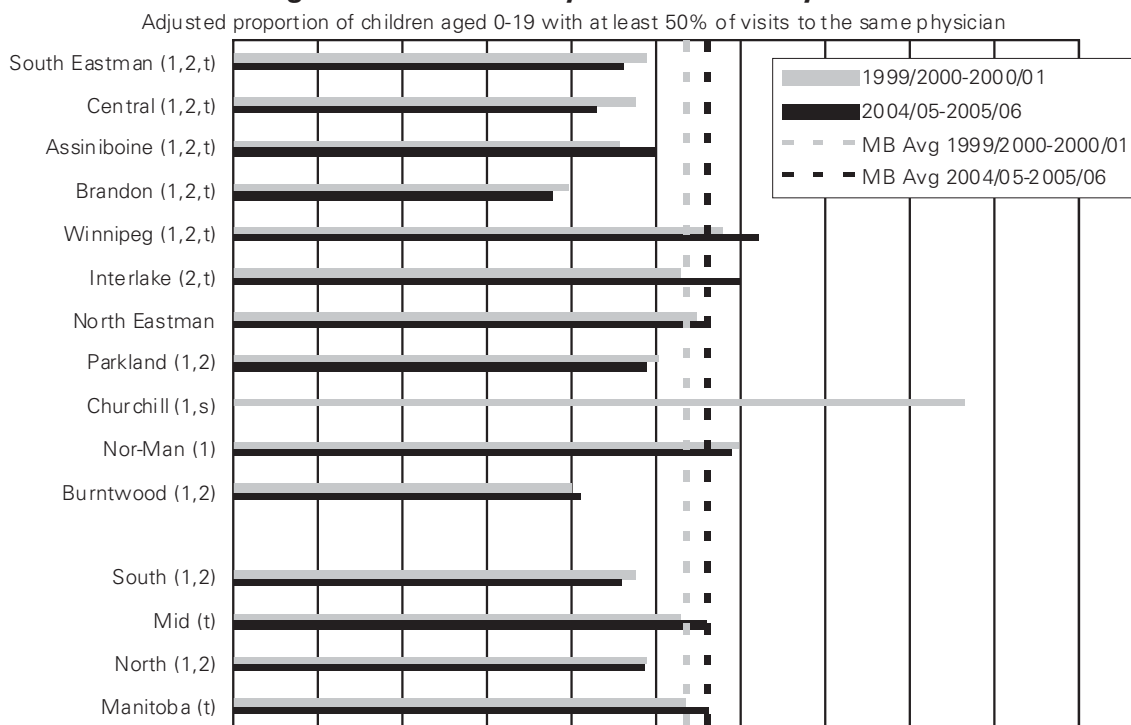 Adjusted proportion of children aged 0-19 with at least 50% of visits to the same physician
South Eastman (1,2,t)
Central (1,2,t)
Assiniboine (1,2,t)
Brandon (1,2,t)
Winnipeg (1,2,t)
Interlake (2,t)
North Eastman
Parkland (1,2)
Churchill (1,s)
Nor-Man (1)
Burntwood (1,2)
South (1,2)
Mid (t)
North (1,2)
Manitoba (t)
1999/2000-2000/01
2004/05-2005/06
MB Avg 1999/2000-2000/01
MB Avg 2004/05-2005/06